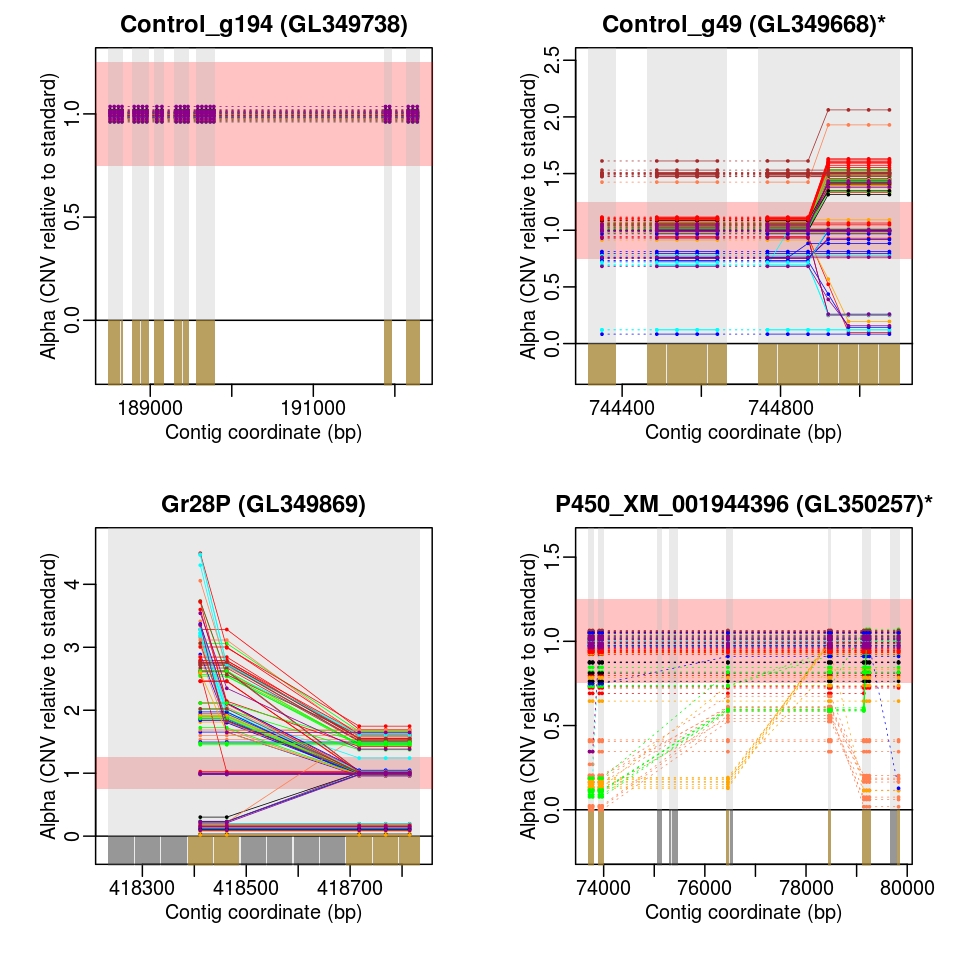 Control_g194 (GL349738)
Alpha (CNV relative to standard)
0.0 0.5 1.0
189000 191000
Contig coordinate (bp)
Control_g49 (GL349668)*
Alpha (CNV relative to standard)
0.0 0.5 1.0 1.5 2.0 2.5
744400 744800
Contig coordinate (bp)
Gr28P (GL349869)
Alpha (CNV relative to standard)
0 1 2 3 4
418300 418500 418700
Contig coordinate (bp)
P450_XM_001944396 (GL350257)*
Alpha (CNV relative to standard)
0.0 0.5 1.0 1.5
74000 76000 78000 80000
Contig coordinate (bp)